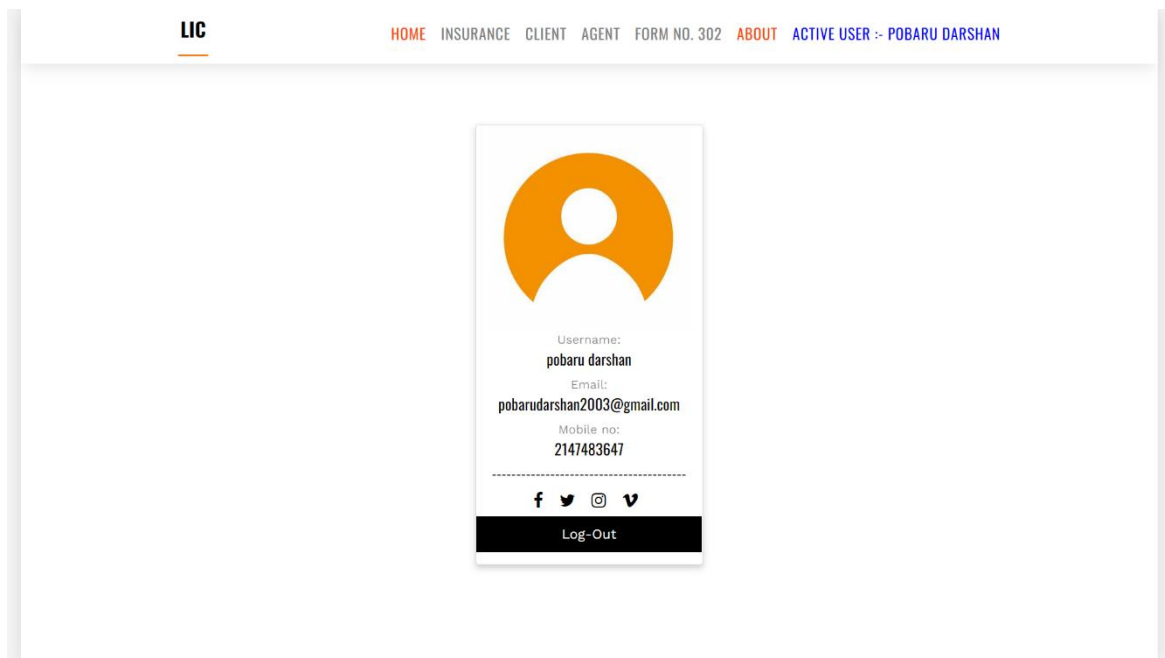 LIC
HOME INSURANCE CLIENT AGENT FORM NO. 302 ABOUT ACTIVE USER :- POBARU DARSHAN
Username:
pobaru darshan
Email:
pobarudarshan2003@gmail.com
Mobile no:
2147483647
----------------------------------------
Log-Out